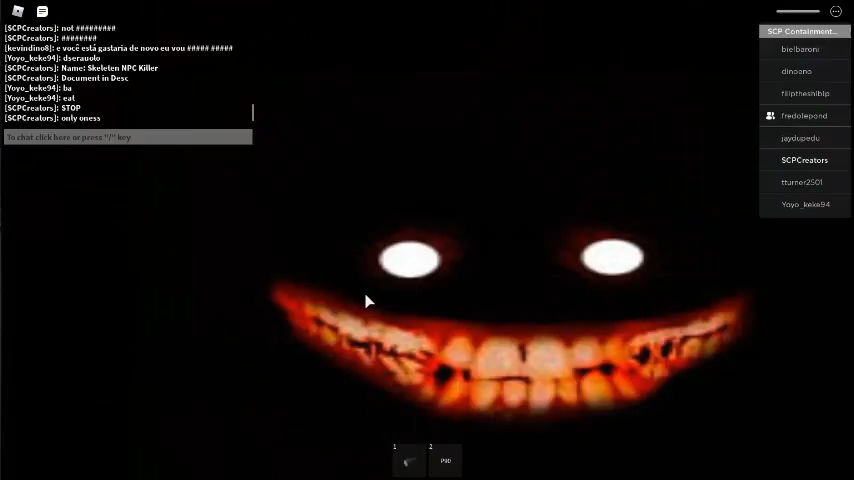 [SCPCreators]: not #########
[SCPCreators]: ########
[kevindino8]: e você está gastaria de novo eu vou ##### #####
[Yoyo_keke94]: dserauolo
[SCPCreators]: Name: Skeleten NPC Killer
[SCPCreators]: Document in Desc
[Yoyo_keke94]: ba
[Yoyo_keke94]: eat
[SCPCreators]: STOP
[SCPCreators]: only oness
To chat click here or press "/" key
SCP Containment...
bielbaroni
dinoeno
filiptheshibip
fredolepond
jaydupedu
SCPCreators
tturner2501
Yoyo_keke94
1
2
P90